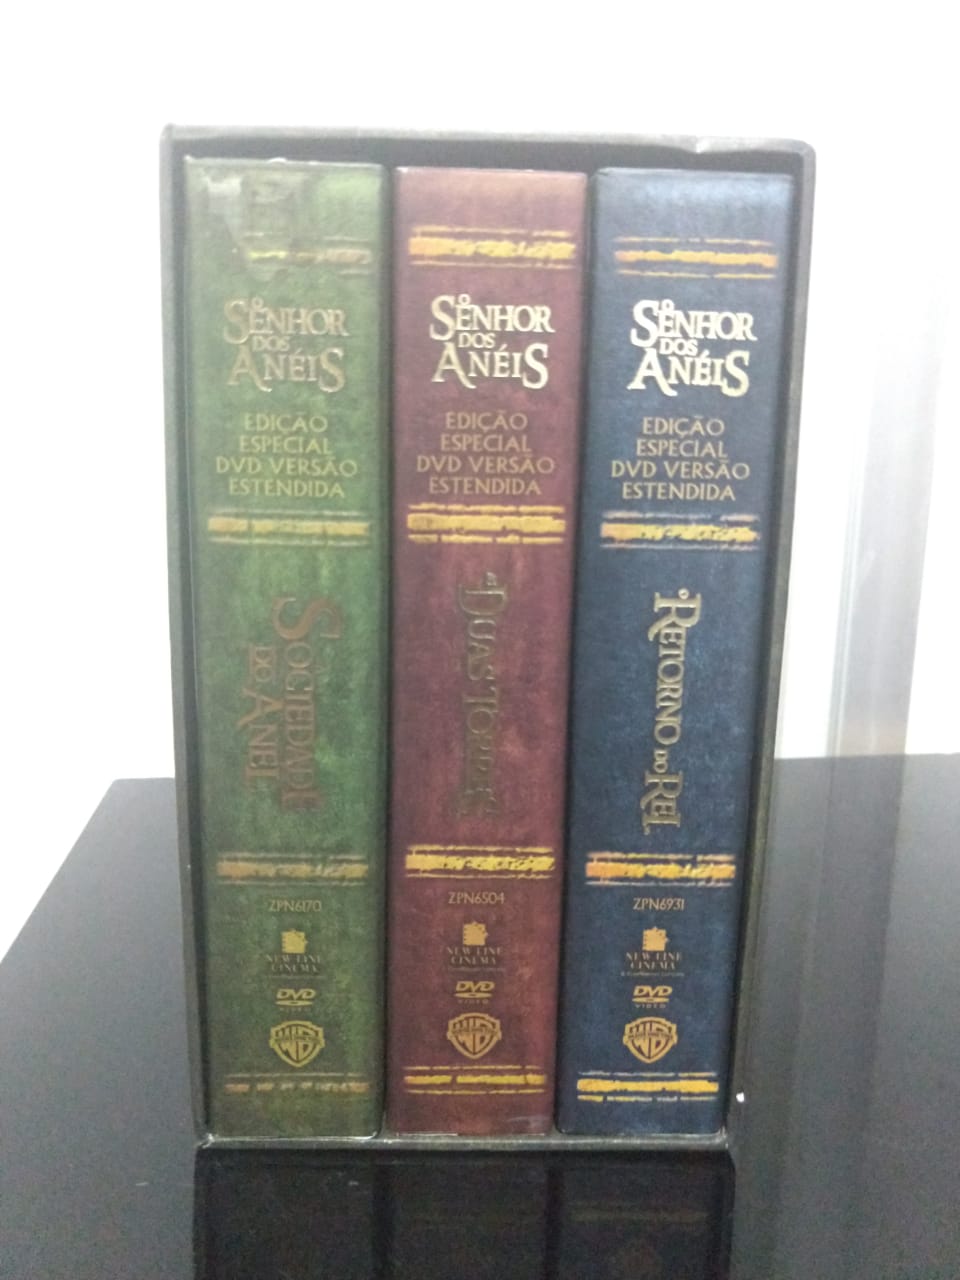 O
SENHOR
DOS
ANÉIS
EDIÇÃO
ESPECIAL
DVD VERSÃO
ESTENDIDA
SOCIEDADE
DO ANEL
ZPN6170
NEW LINE
CINEMA
DVD
VIDEO
WB
O
SENHOR
DOS
ANÉIS
EDIÇÃO
ESPECIAL
DVD VERSÃO
ESTENDIDA
AS DUAS TORRES
ZPN6504
NEW LINE
CINEMA
DVD
VIDEO
WB
O
SENHOR
DOS
ANÉIS
EDIÇÃO
ESPECIAL
DVD VERSÃO
ESTENDIDA
O RETORNO DO REI
ZPN6931
NEW LINE
CINEMA
DVD
VIDEO
WB